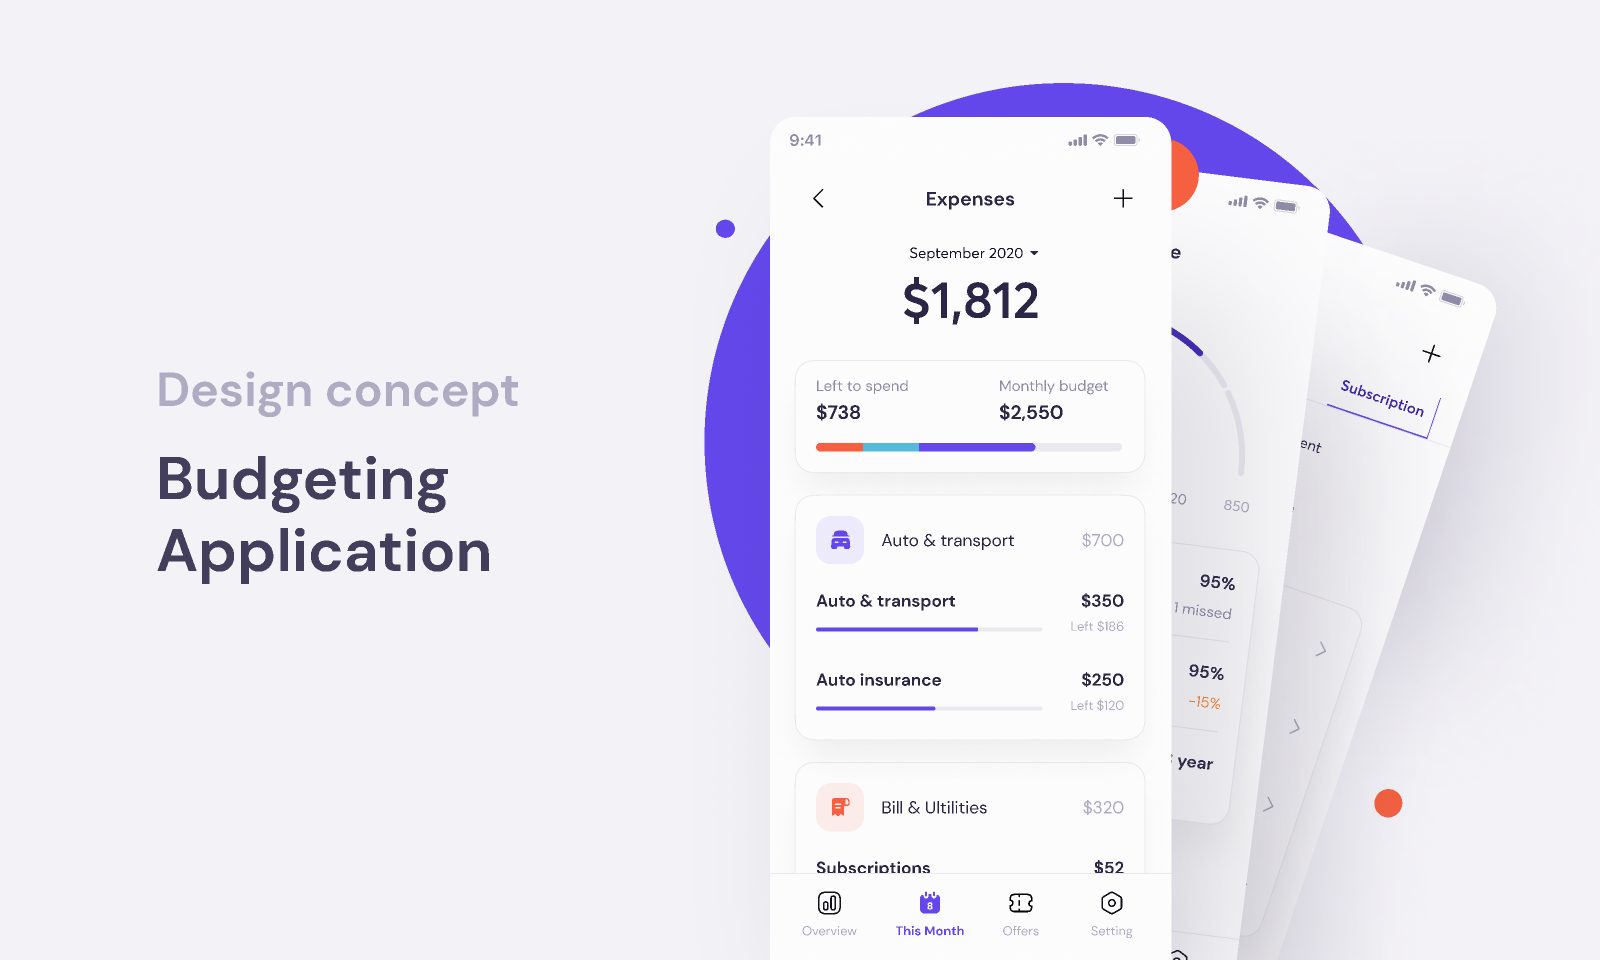 Design concept
Budgeting
Application
9:41
Expenses
September 2020
$1,812
Left to spend
Monthly budget
$738
$2,550
Auto & transport
$700
Auto & transport
$350
Left $186
Auto insurance
$250
Left $120
Bill & Ultilities
$320
Subscriptions
$52
Overview
8
This Month
Offers
Setting
e
20
850
95%
1 missed
95%
-15%
year
Subscription
ent